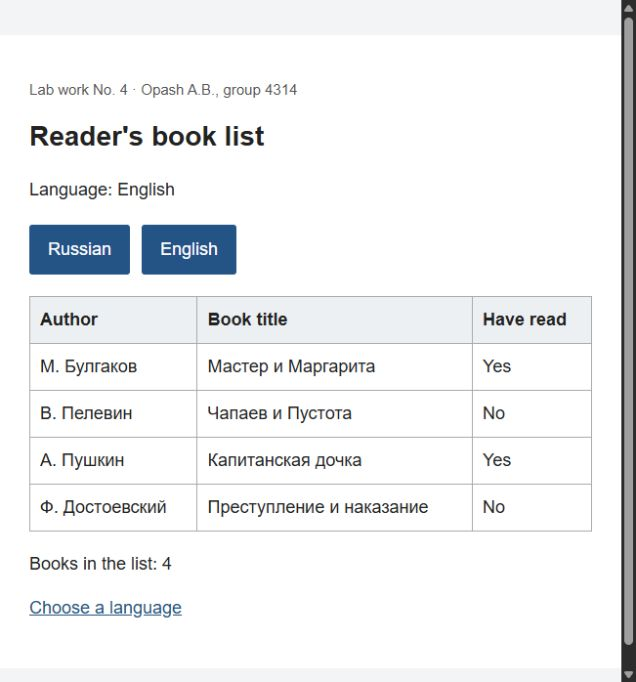 Lab work No. 4 · Opash A.B., group 4314
Reader's book list
Language: English
Russian English
Author Book title Have read
М. Булгаков Мастер и Маргарита Yes
В. Пелевин Чапаев и Пустота No
А. Пушкин Капитанская дочка Yes
Ф. Достоевский Преступление и наказание No
Books in the list: 4
Choose a language